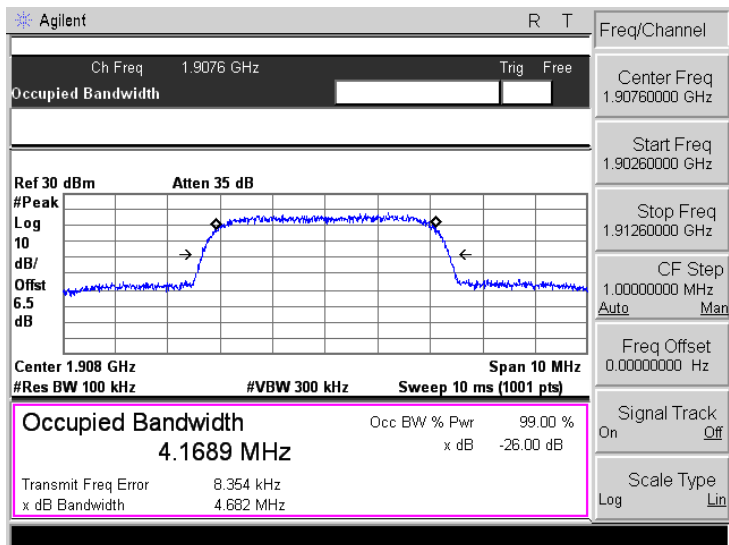 Agilent R T
Freq/Channel
Ch Freq 1.9076 GHz Trig Free
Occupied Bandwidth
Center Freq
1.90760000 GHz
Start Freq
1.90260000 GHz
Stop Freq
1.91260000 GHz
CF Step
1.00000000 MHz
Auto Man
Freq Offset
0.00000000 Hz
Signal Track
On Off
Scale Type
Log Lin
Ref 30 dBm Atten 35 dB
#Peak
Log
10
dB/
Offst
6.5
dB
Center 1.908 GHz Span 10 MHz
#Res BW 100 kHz #VBW 300 kHz Sweep 10 ms (1001 pts)
Occupied Bandwidth Occ BW % Pwr 99.00 %
4.1689 MHz x dB -26.00 dB
Transmit Freq Error 8.354 kHz
x dB Bandwidth 4.682 MHz